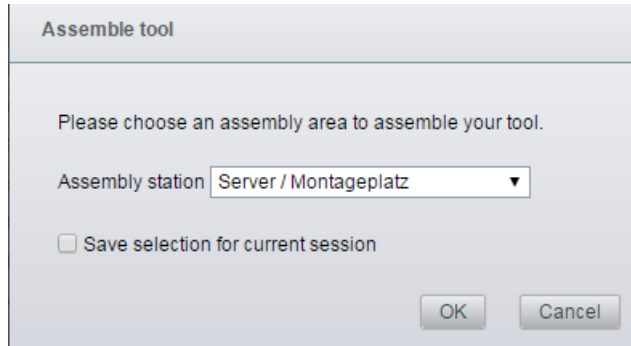 Assemble tool
Please choose an assembly area to assemble your tool.
Assembly station Server / Montageplatz
Save selection for current session
OK Cancel